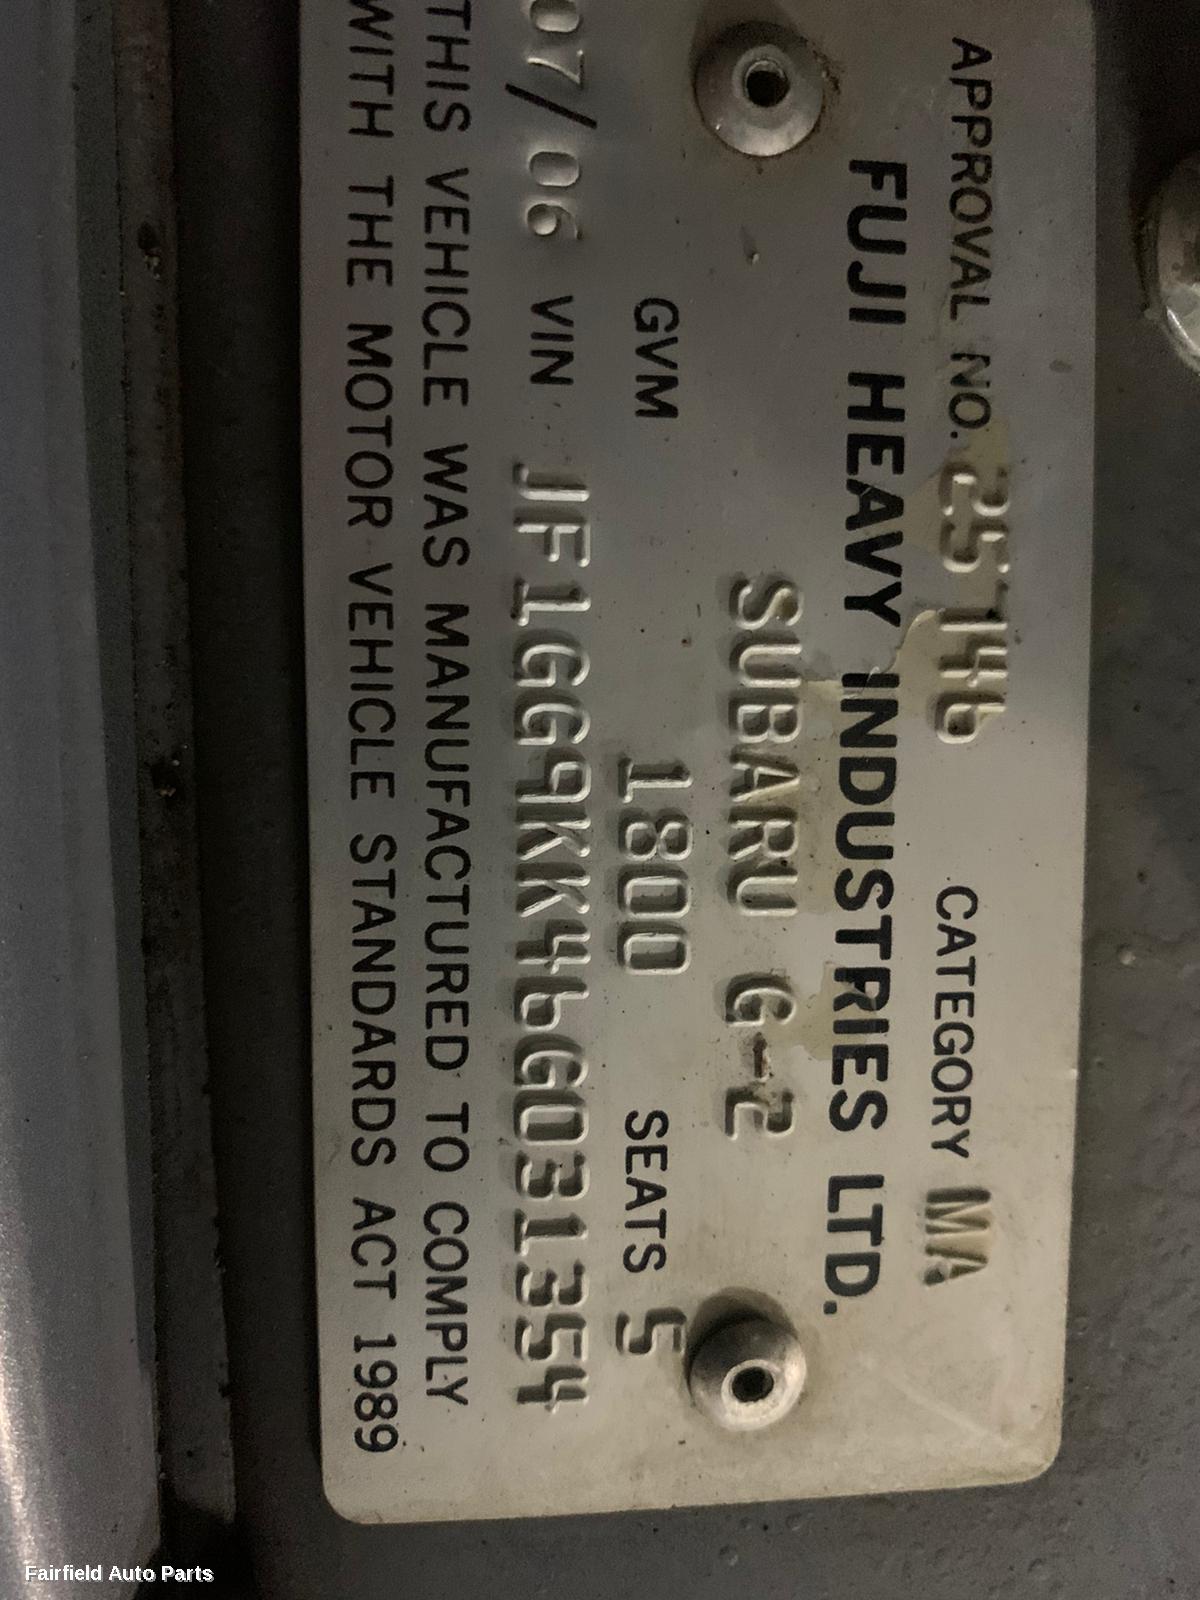 APPROVAL NO. 25746 CATEGORY MA
FUJI HEAVY INDUSTRIES LTD.
SUBARU G-2
GVM 1800 SEATS 5
07/06 VIN JF1GG9KK46G031354
THIS VEHICLE WAS MANUFACTURED TO COMPLY
WITH THE MOTOR VEHICLE STANDARDS ACT 1989
Fairfield Auto Parts